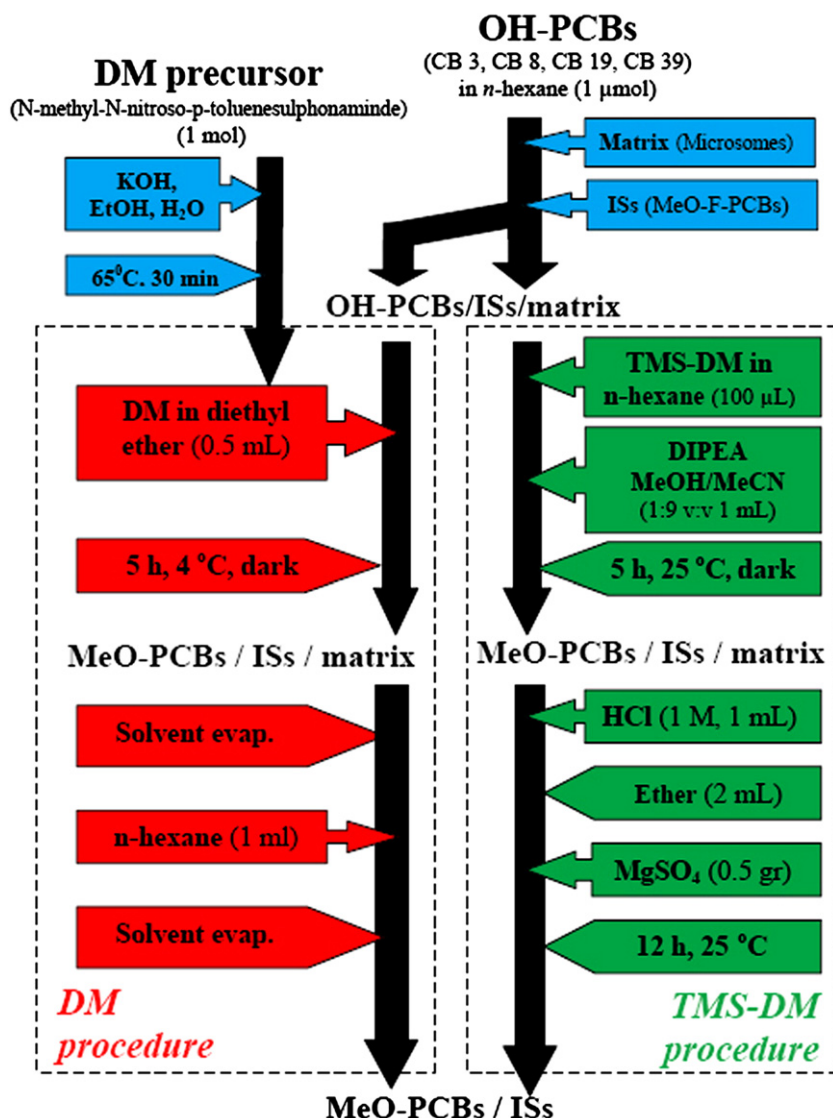 DM precursor
(N-methyl-N-nitroso-p-toluenesulphonaminde)
(1 mol)
OH-PCBs
(CB 3, CB 8, CB 19, CB 39)
in n-hexane (1 µmol)
KOH,
EtOH, H₂O
65⁰C. 30 min
Matrix (Microsomes)
ISs (MeO-F-PCBs)
OH-PCBs/ISs/matrix
DM in diethyl
ether (0.5 mL)
5 h, 4 °C, dark
TMS-DM in
n-hexane (100 µL)
DIPEA
MeOH/MeCN
(1:9 v:v 1 mL)
5 h, 25 °C, dark
MeO-PCBs / ISs / matrix
MeO-PCBs / ISs / matrix
Solvent evap.
n-hexane (1 ml)
Solvent evap.
DM
procedure
HCl (1 M, 1 mL)
Ether (2 mL)
MgSO₄ (0.5 gr)
12 h, 25 °C
TMS-DM
procedure
MeO-PCBs / ISs